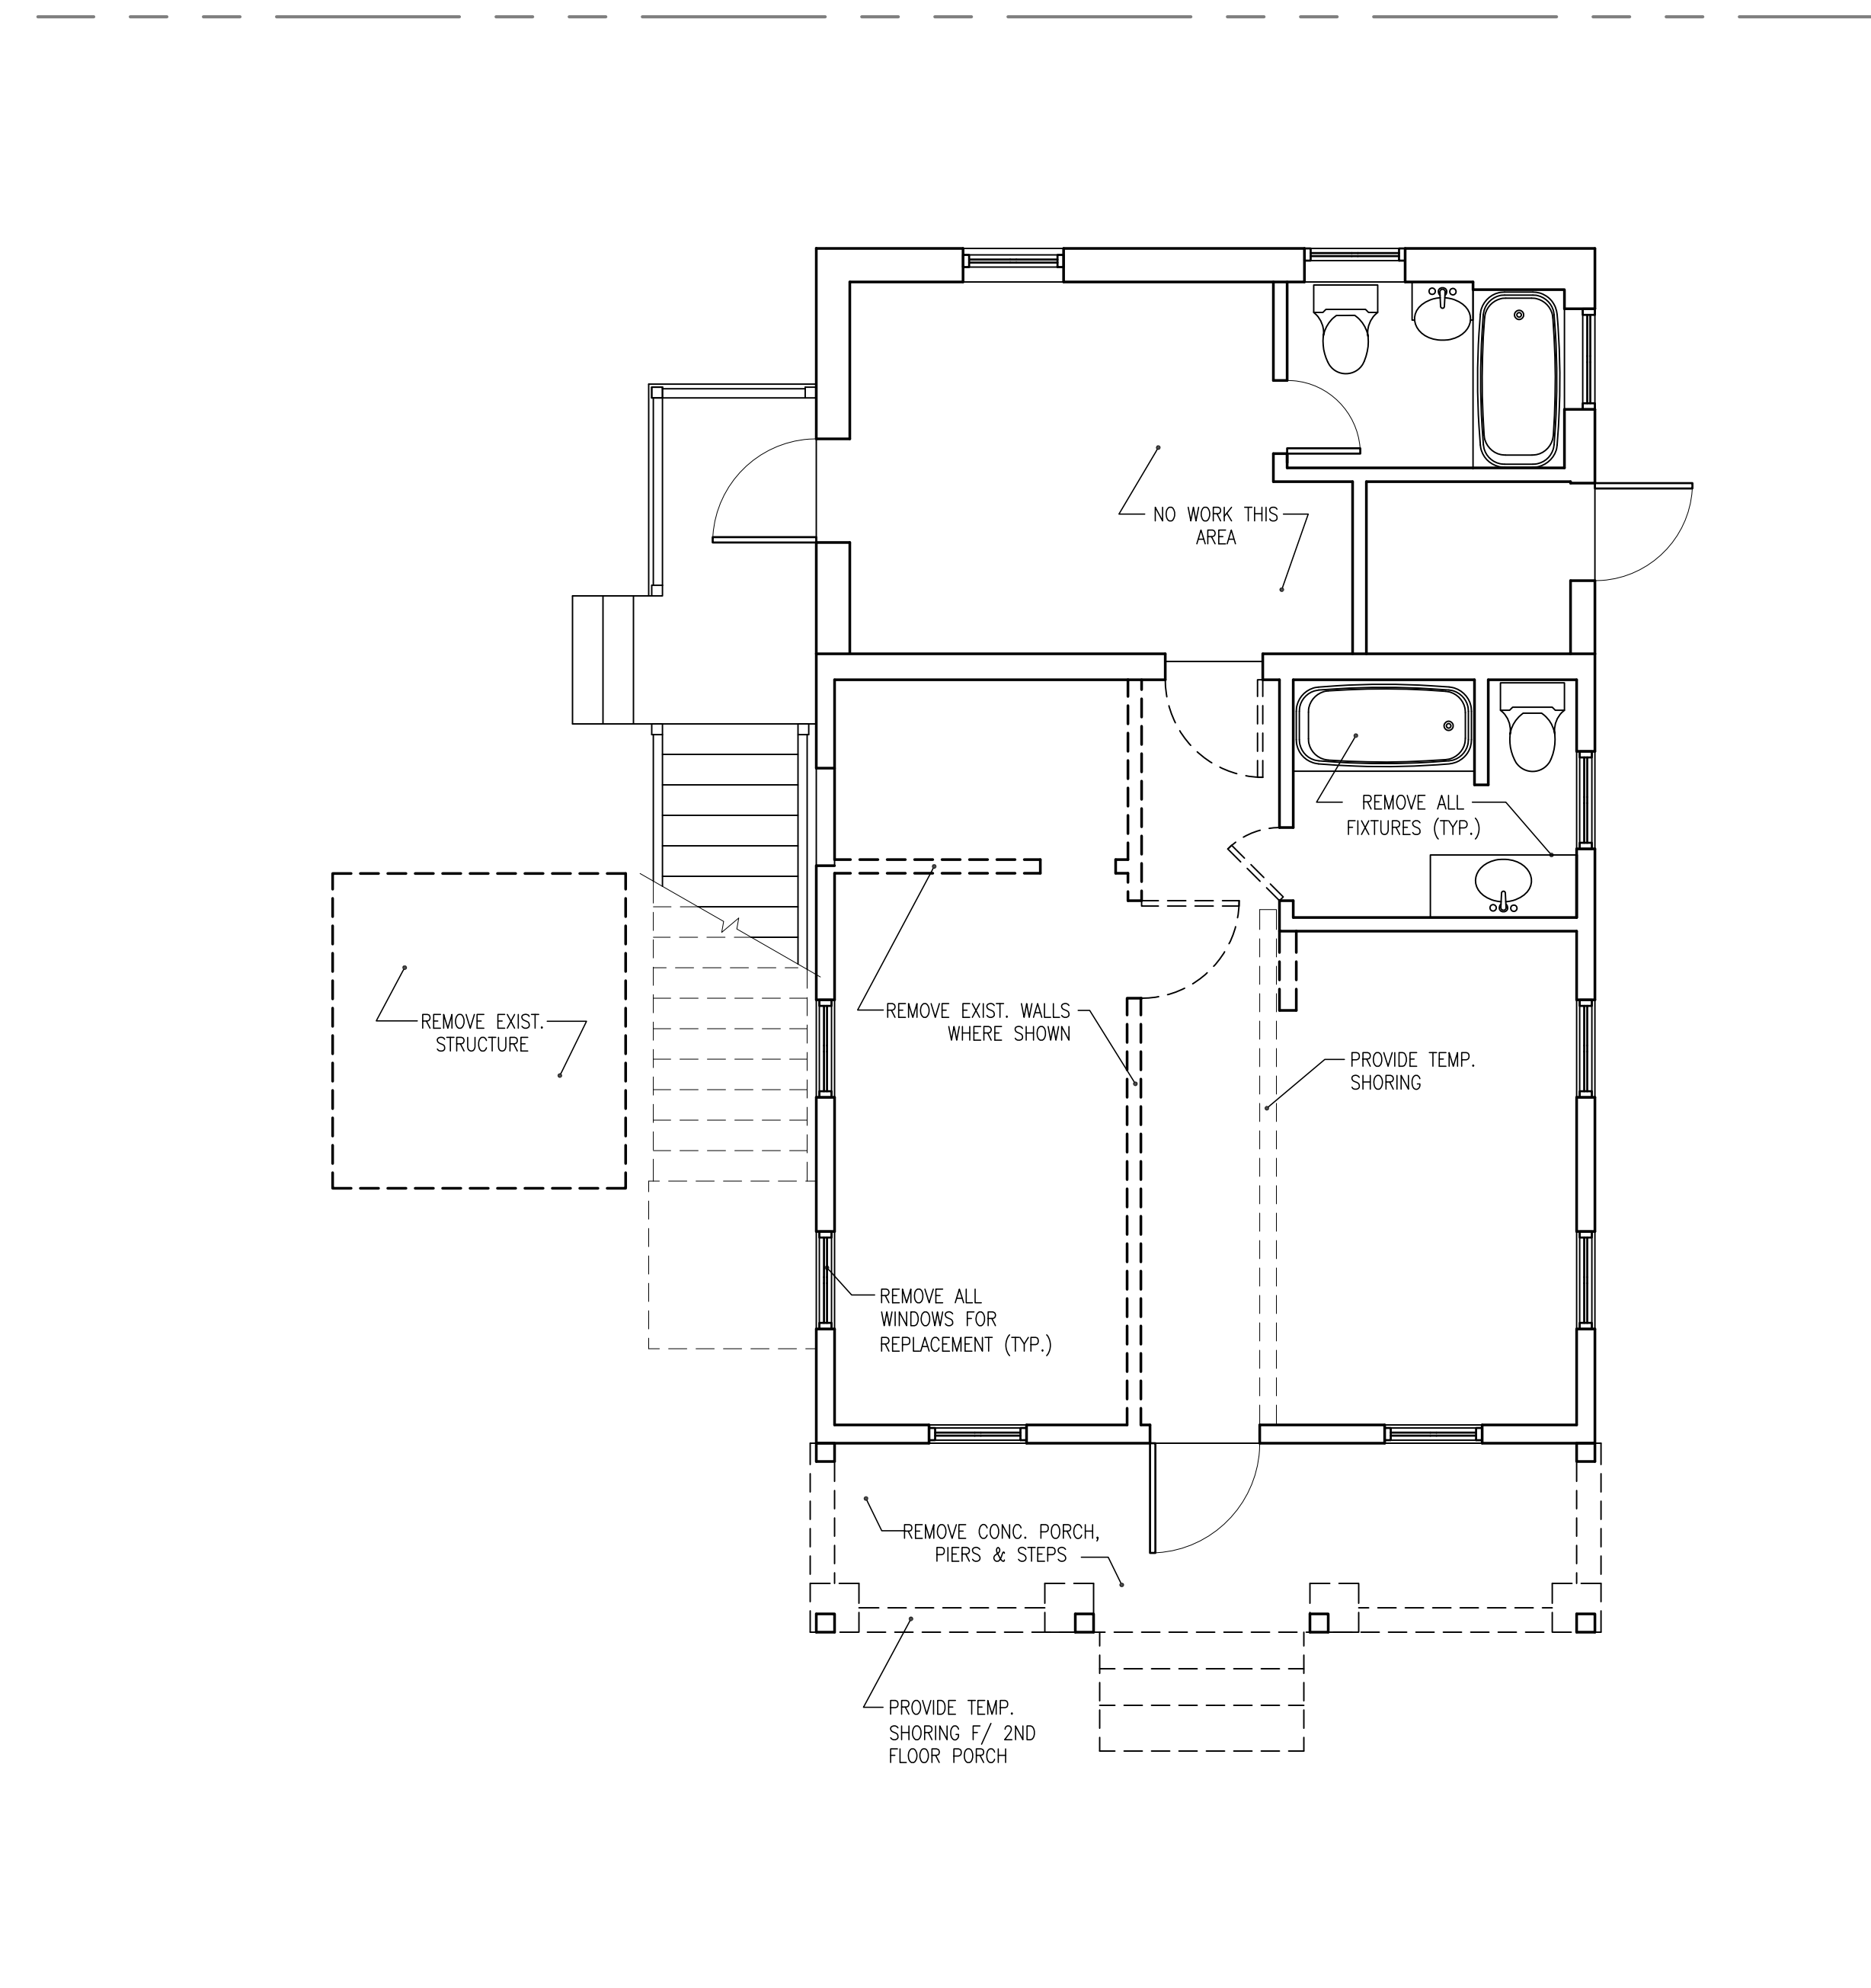 NO WORK THIS
AREA
REMOVE ALL
FIXTURES (TYP.)
REMOVE EXIST. WALLS
WHERE SHOWN
REMOVE EXIST.
STRUCTURE
PROVIDE TEMP.
SHORING
REMOVE ALL
WINDOWS FOR
REPLACEMENT (TYP.)
REMOVE CONC. PORCH,
PIERS & STEPS
PROVIDE TEMP.
SHORING F/ 2ND
FLOOR PORCH